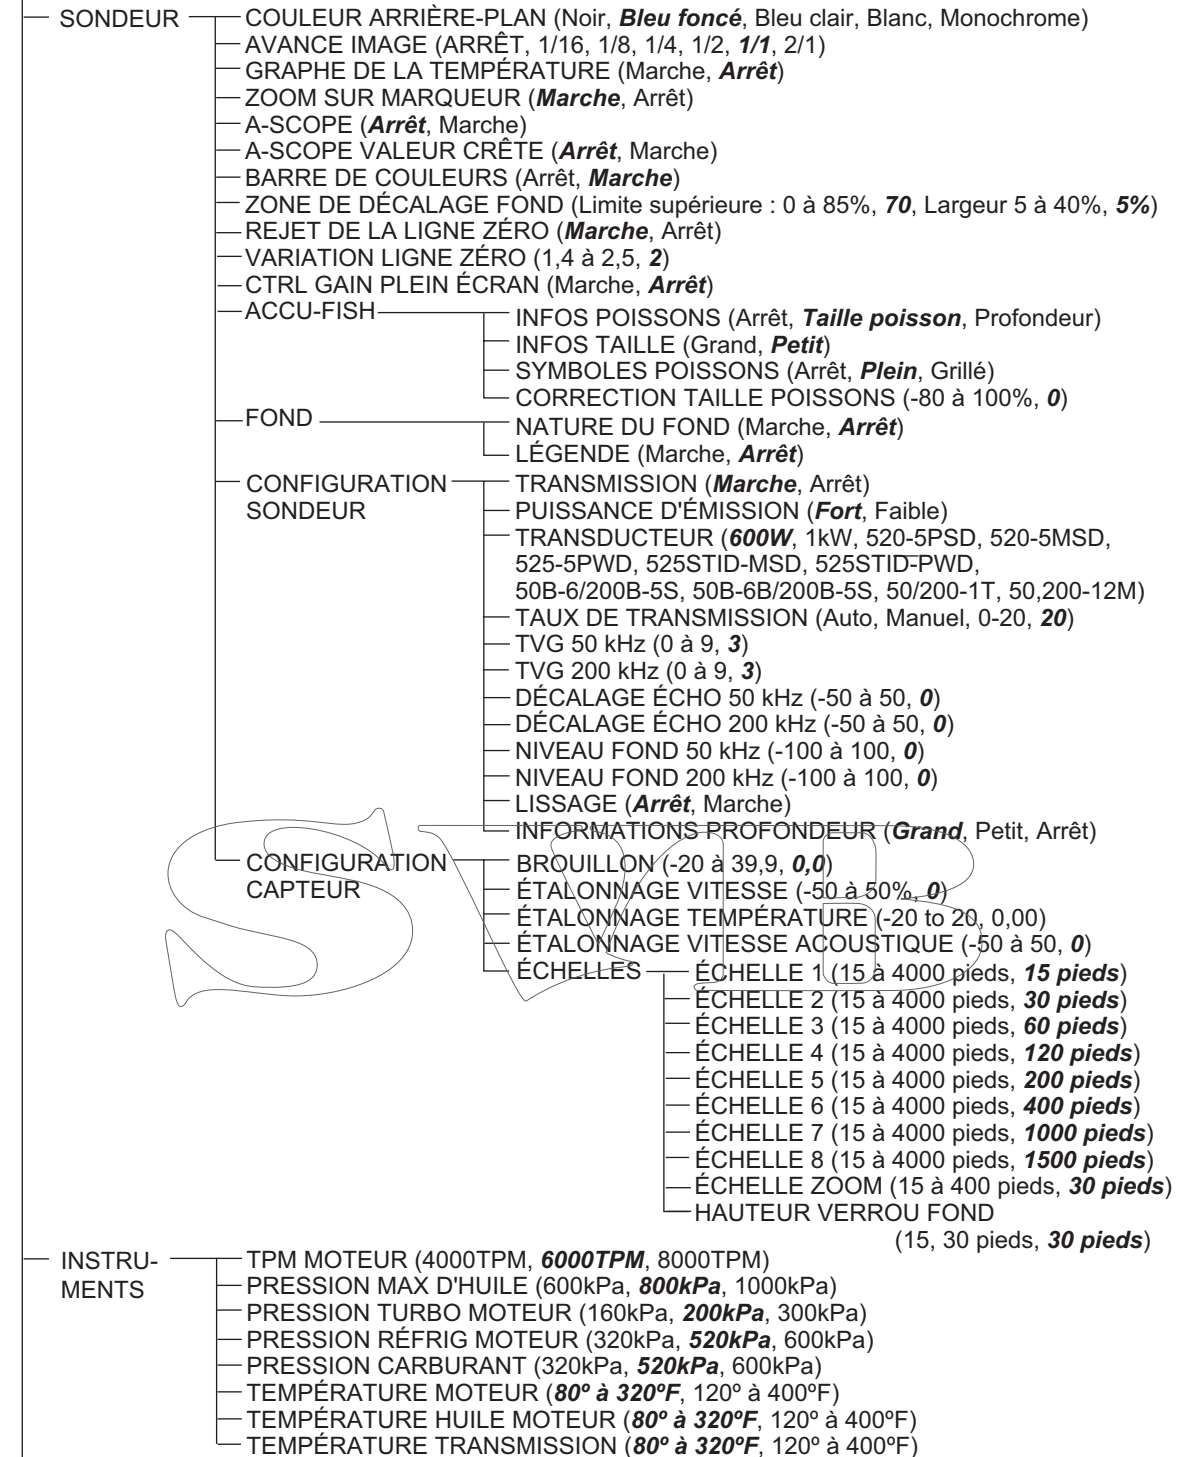 SONDEUR
COULEUR ARRIÈRE-PLAN (Noir, Bleu foncé, Bleu clair, Blanc, Monochrome)
AVANCE IMAGE (ARRÊT, 1/16, 1/8, 1/4, 1/2, 1/1, 2/1)
GRAPHE DE LA TEMPÉRATURE (Marche, Arrêt)
ZOOM SUR MARQUEUR (Marche, Arrêt)
A-SCOPE (Arrêt, Marche)
A-SCOPE VALEUR CRÊTE (Arrêt, Marche)
BARRE DE COULEURS (Arrêt, Marche)
ZONE DE DÉCALAGE FOND (Limite supérieure : 0 à 85%, 70, Largeur 5 à 40%, 5%)
REJET DE LA LIGNE ZÉRO (Marche, Arrêt)
VARIATION LIGNE ZÉRO (1,4 à 2,5, 2)
CTRL GAIN PLEIN ÉCRAN (Marche, Arrêt)
ACCU-FISH
INFOS POISSONS (Arrêt, Taille poisson, Profondeur)
INFOS TAILLE (Grand, Petit)
SYMBOLES POISSONS (Arrêt, Plein, Grillé)
CORRECTION TAILLE POISSONS (-80 à 100%, 0)
FOND
NATURE DU FOND (Marche, Arrêt)
LÉGENDE (Marche, Arrêt)
CONFIGURATION
SONDEUR
TRANSMISSION (Marche, Arrêt)
PUISSANCE D'ÉMISSION (Fort, Faible)
TRANSDUCTEUR (600W, 1kW, 520-5PSD, 520-5MSD,
525-5PWD, 525STID-MSD, 525STID-PWD,
50B-6/200B-5S, 50B-6B/200B-5S, 50/200-1T, 50,200-12M)
TAUX DE TRANSMISSION (Auto, Manuel, 0-20, 20)
TVG 50 kHz (0 à 9, 3)
TVG 200 kHz (0 à 9, 3)
DÉCALAGE ÉCHO 50 kHz (-50 à 50, 0)
DÉCALAGE ÉCHO 200 kHz (-50 à 50, 0)
NIVEAU FOND 50 kHz (-100 à 100, 0)
NIVEAU FOND 200 kHz (-100 à 100, 0)
LISSAGE (Arrêt, Marche)
INFORMATIONS PROFONDEUR (Grand, Petit, Arrêt)
CONFIGURATION
CAPTEUR
BROUILLON (-20 à 39,9, 0,0)
ÉTALONNAGE VITESSE (-50 à 50%, 0)
ÉTALONNAGE TEMPÉRATURE (-20 to 20, 0,00)
ÉTALONNAGE VITESSE ACOUSTIQUE (-50 à 50, 0)
ÉCHELLES
ÉCHELLE 1 (15 à 4000 pieds, 15 pieds)
ÉCHELLE 2 (15 à 4000 pieds, 30 pieds)
ÉCHELLE 3 (15 à 4000 pieds, 60 pieds)
ÉCHELLE 4 (15 à 4000 pieds, 120 pieds)
ÉCHELLE 5 (15 à 4000 pieds, 200 pieds)
ÉCHELLE 6 (15 à 4000 pieds, 400 pieds)
ÉCHELLE 7 (15 à 4000 pieds, 1000 pieds)
ÉCHELLE 8 (15 à 4000 pieds, 1500 pieds)
ÉCHELLE ZOOM (15 à 400 pieds, 30 pieds)
HAUTEUR VERROU FOND
(15, 30 pieds, 30 pieds)
INSTRU-
MENTS
TPM MOTEUR (4000TPM, 6000TPM, 8000TPM)
PRESSION MAX D'HUILE (600kPa, 800kPa, 1000kPa)
PRESSION TURBO MOTEUR (160kPa, 200kPa, 300kPa)
PRESSION RÉFRIG MOTEUR (320kPa, 520kPa, 600kPa)
PRESSION CARBURANT (320kPa, 520kPa, 600kPa)
TEMPÉRATURE MOTEUR (80º à 320ºF, 120º à 400ºF)
TEMPÉRATURE HUILE MOTEUR (80º à 320ºF, 120º à 400ºF)
TEMPÉRATURE TRANSMISSION (80º à 320ºF, 120º à 400ºF)